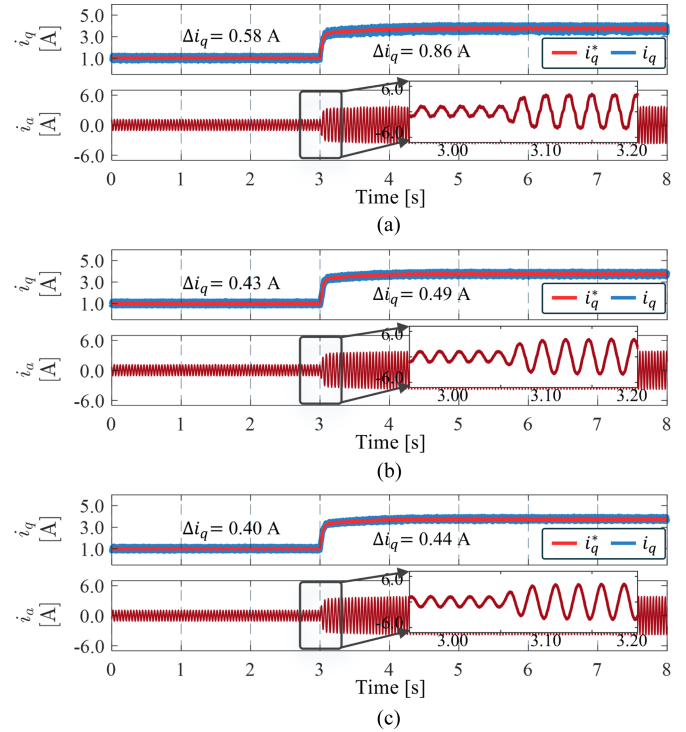 i_q [A]
5.0
3.0
1.0
Δi_q = 0.58 A
Δi_q = 0.86 A
i_q^* i_q
i_a [A]
6.0
0.0
-6.0
6.0
-6.0
3.00 3.10 3.20
0 1 2 3 4 5 6 7 8
Time [s]
(a)
i_q [A]
5.0
3.0
1.0
Δi_q = 0.43 A
Δi_q = 0.49 A
i_q^* i_q
i_a [A]
6.0
0.0
-6.0
6.0
-6.0
3.00 3.10 3.20
0 1 2 3 4 5 6 7 8
Time [s]
(b)
i_q [A]
5.0
3.0
1.0
Δi_q = 0.40 A
Δi_q = 0.44 A
i_q^* i_q
i_a [A]
6.0
0.0
-6.0
6.0
-6.0
3.00 3.10 3.20
0 1 2 3 4 5 6 7 8
Time [s]
(c)